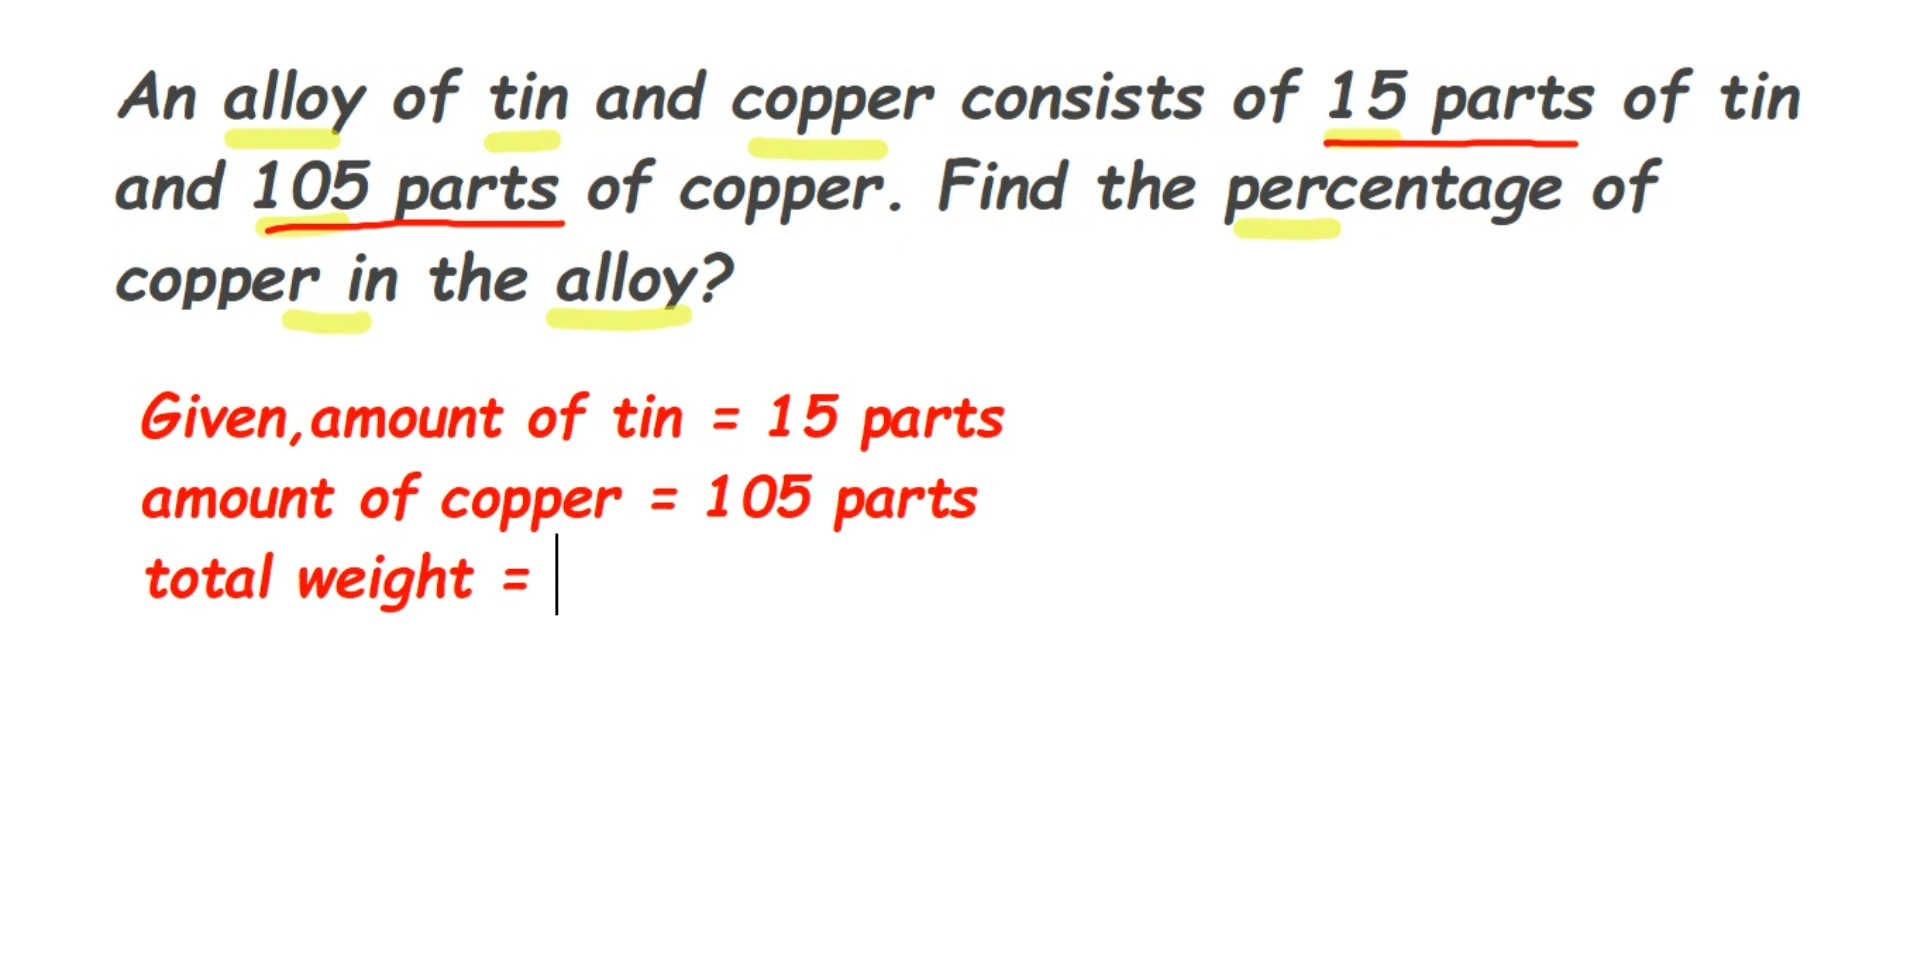 An alloy of tin and copper consists of 15 parts of tin
and 105 parts of copper. Find the percentage of
copper in the alloy?
Given,amount of tin = 15 parts
amount of copper = 105 parts
total weight =